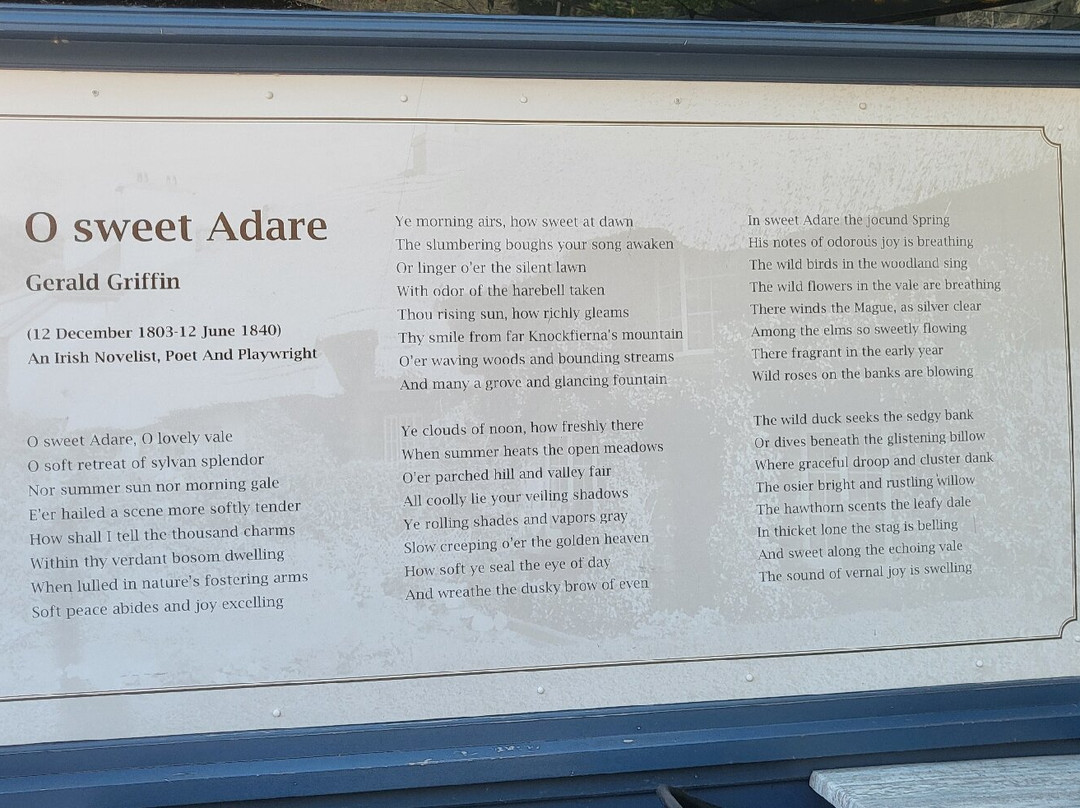 O sweet Adare
Gerald Griffin
(12 December 1803-12 June 1840)
An Irish Novelist, Poet And Playwright
O sweet Adare, O lovely vale
O soft retreat of sylvan splendor
Nor summer sun nor morning gale
E'er hailed a scene more softly tender
How shall I tell the thousand charms
Within thy verdant bosom dwelling
When lulled in nature's fostering arms
Soft peace abides and joy excelling
Ye morning airs, how sweet at dawn
The slumbering boughs your song awaken
Or linger o'er the silent lawn
With odor of the harebell taken
Thou rising sun, how richly gleams
Thy smile from far Knockfierna's mountain
O'er waving woods and bounding streams
And many a grove and glancing fountain
Ye clouds of noon, how freshly there
When summer heats the open meadows
O'er parched hill and valley fair
All coolly lie your veiling shadows
Ye rolling shades and vapors gray
Slow creeping o'er the golden heaven
How soft ye seal the eye of day
And wreathe the dusky brow of even
In sweet Adare the jocund Spring
His notes of odorous joy is breathing
The wild birds in the woodland sing
The wild flowers in the vale are breathing
There winds the Mague, as silver clear
Among the elms so sweetly flowing
There fragrant in the early year
Wild roses on the banks are blowing
The wild duck seeks the sedgy bank
Or dives beneath the glistening billow
Where graceful droop and cluster dank
The osier bright and rustling willow
The hawthorn scents the leafy dale
In thicket lone the stag is belling
And sweet along the echoing vale
The sound of vernal joy is swelling